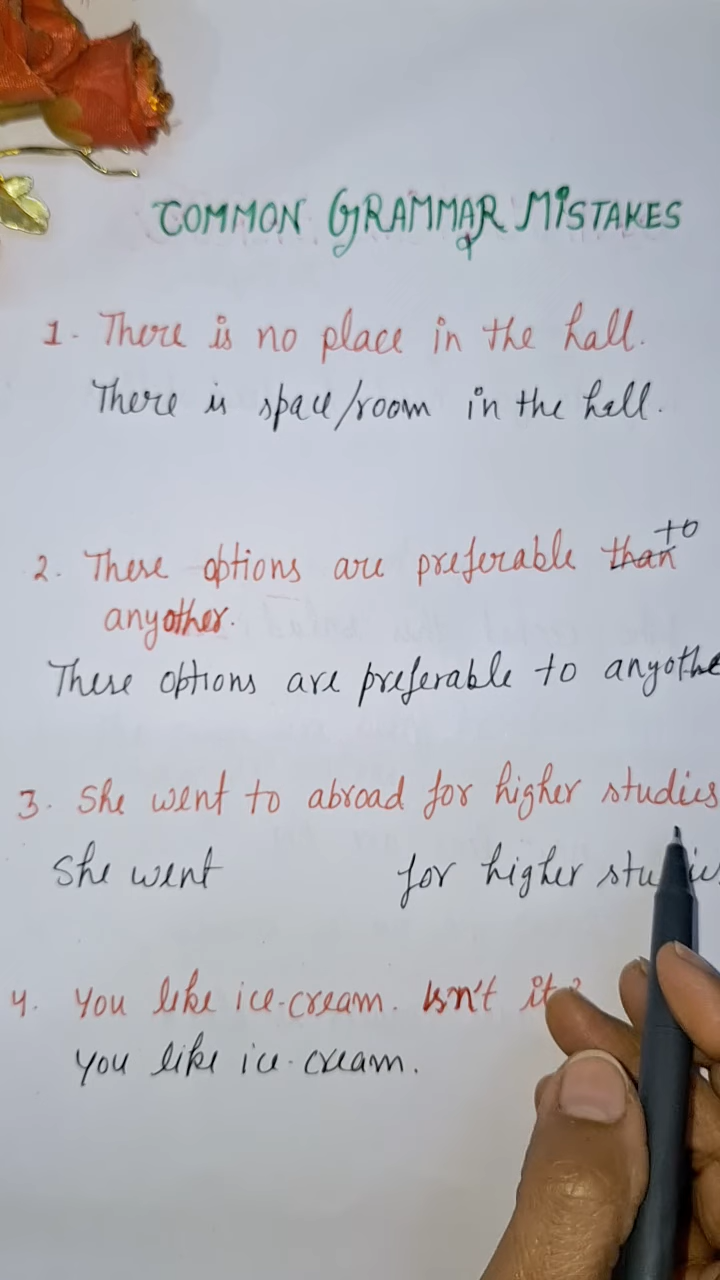 COMMON GRAMMAR MISTAKES
1. There is no place in the hall.
There is space/room in the hall.
to
2. These options are preferable than
anyother.
These options are preferable to anyothe
3. She went to abroad for higher studies
She went for higher
4. You like ice-cream. Isn't it?
You like ice-cream.